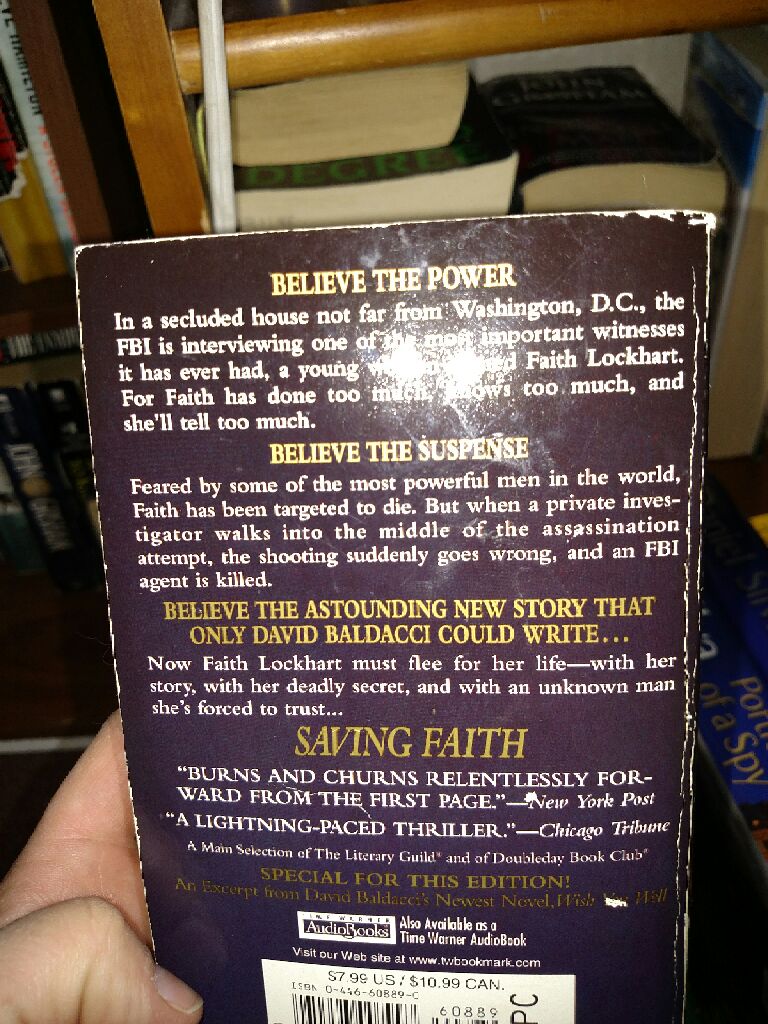 DEGREE
JOHN
GRISHAM
BELIEVE THE POWER
In a secluded house not far from Washington, D.C., the
FBI is interviewing one of the most important witnesses
it has ever had, a young Faith Lockhart.
For Faith has done too much, knows too much, and
she'll tell too much.
BELIEVE THE SUSPENSE
Feared by some of the most powerful men in the world,
Faith has been targeted to die. But when a private inves-
tigator walks into the middle of the assassination
attempt, the shooting suddenly goes wrong, and an FBI
agent is killed.
BELIEVE THE ASTOUNDING NEW STORY THAT
ONLY DAVID BALDACCI COULD WRITE...
Now Faith Lockhart must flee for her life—with her
story, with her deadly secret, and with an unknown man
she's forced to trust...
SAVING FAITH
“BURNS AND CHURNS RELENTLESSLY FOR-
WARD FROM THE FIRST PAGE.”—New York Post
“A LIGHTNING-PACED THRILLER.”—Chicago Tribune
A Main Selection of The Literary Guild® and of Doubleday Book Club®
SPECIAL FOR THIS EDITION!
An Excerpt from David Baldacci's Newest Novel, Wish You Well
TIME WARNER
AudioBooks
Also Available as a
Time Warner AudioBook
Visit our Web site at www.twbookmark.com
$7.99 US / $10.99 CAN.
ISBN 0-446-60889-
60889
PC
of a Spy